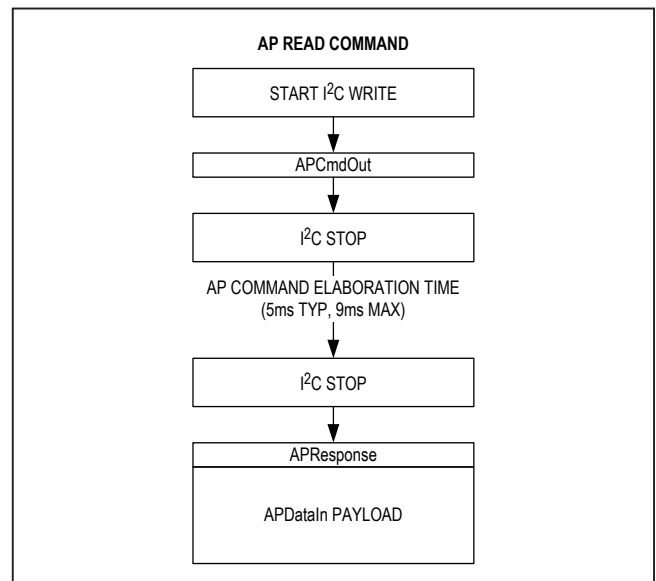 AP READ COMMAND
START I²C WRITE
APCmdOut
I²C STOP
AP COMMAND ELABORATION TIME
(5ms TYP, 9ms MAX)
I²C STOP
APResponse
APDataIn PAYLOAD